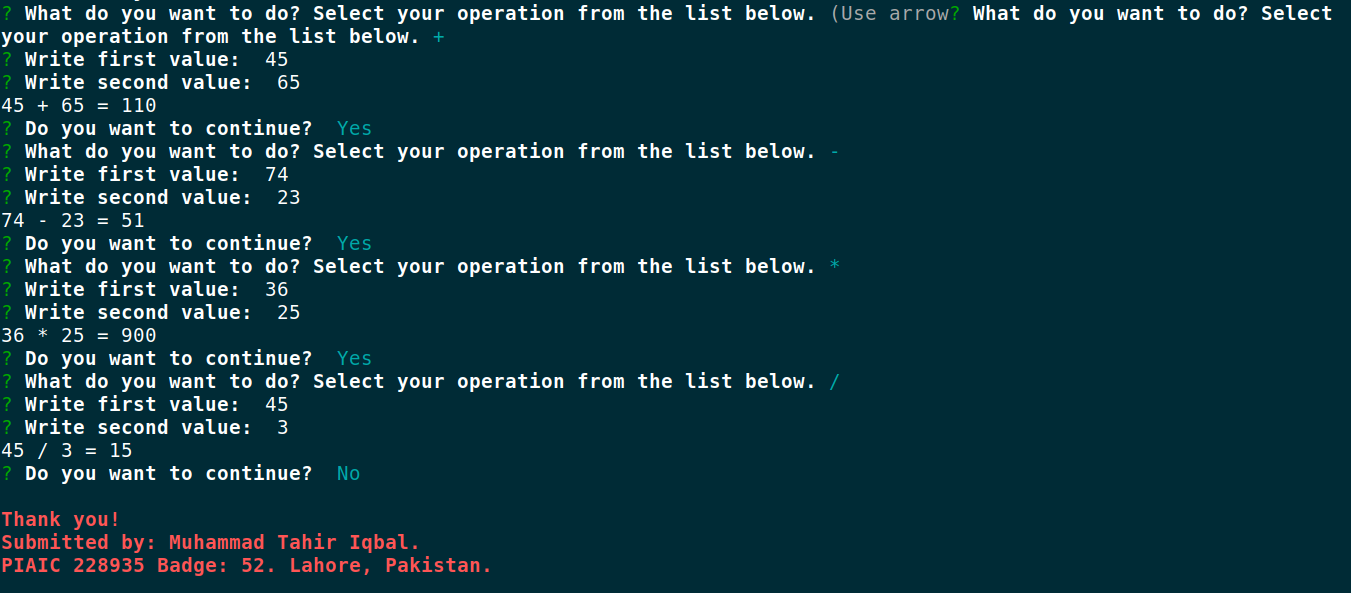 ? What do you want to do? Select your operation from the list below. (Use arrow? What do you want to do? Select
your operation from the list below. +
? Write first value:  45
? Write second value:  65
45 + 65 = 110
? Do you want to continue?  Yes
? What do you want to do? Select your operation from the list below. -
? Write first value:  74
? Write second value:  23
74 - 23 = 51
? Do you want to continue?  Yes
? What do you want to do? Select your operation from the list below. *
? Write first value:  36
? Write second value:  25
36 * 25 = 900
? Do you want to continue?  Yes
? What do you want to do? Select your operation from the list below. /
? Write first value:  45
? Write second value:  3
45 / 3 = 15
? Do you want to continue?  No
Thank you!
Submitted by: Muhammad Tahir Iqbal.
PIAIC 228935 Badge: 52. Lahore, Pakistan.